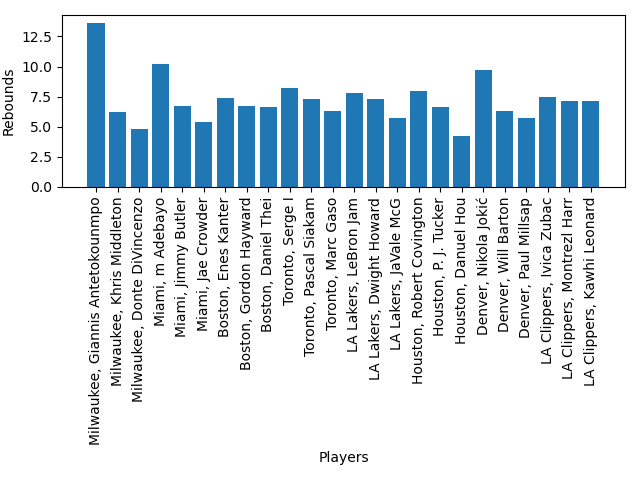 12.5
10.0
7.5
5.0
2.5
0.0
Rebounds
Milwaukee, Giannis Antetokounmpo
Milwaukee, Khris Middleton
Milwaukee, Donte DiVincenzo
Miami, m Adebayo
Miami, Jimmy Butler
Miami, Jae Crowder
Boston, Enes Kanter
Boston, Gordon Hayward
Boston, Daniel Thei
Toronto, Serge I
Toronto, Pascal Siakam
Toronto, Marc Gaso
LA Lakers, LeBron Jam
LA Lakers, Dwight Howard
LA Lakers, JaVale McG
Houston, Robert Covington
Houston, P. J. Tucker
Houston, Danuel Hou
Denver, Nikola Jokić
Denver, Will Barton
Denver, Paul Millsap
LA Clippers, Ivica Zubac
LA Clippers, Montrezl Harr
LA Clippers, Kawhi Leonard
Players